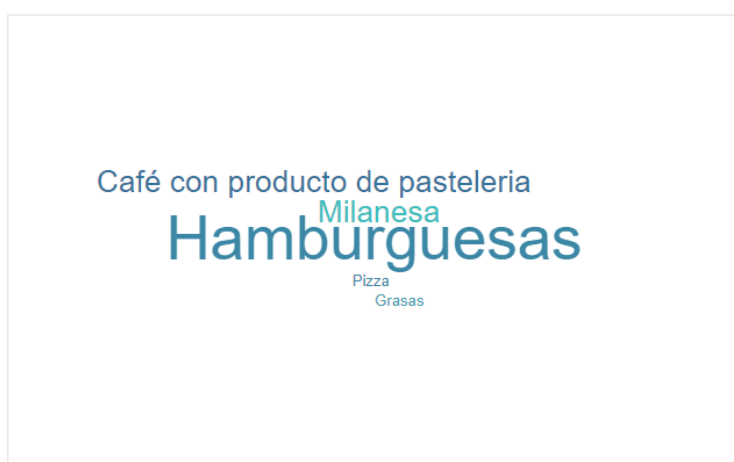 Café con producto de pasteleria
Milanesa
Hamburguesas
Pizza
Grasas